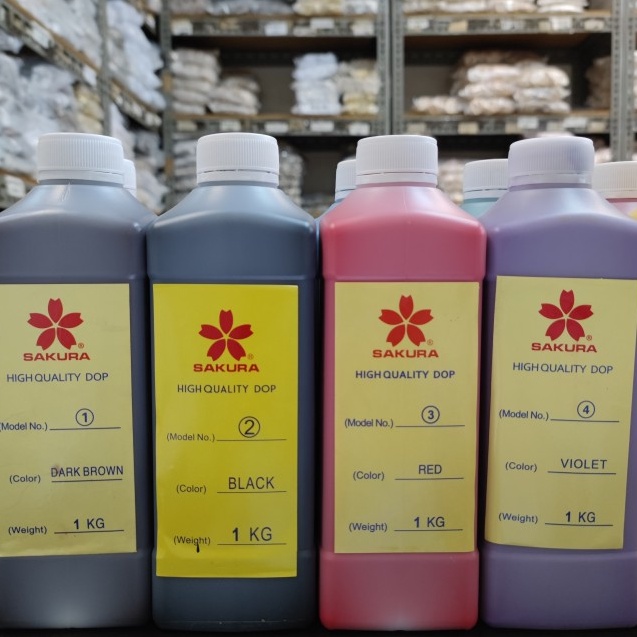 SAKURA®
HIGH QUALITY DOP
(Model No.) ①
(Color) DARK BROWN
(Weight) 1 KG
SAKURA®
HIGH QUALITY DOP
(Model No.) ②
(Color) BLACK
(Weight) 1 KG
SAKURA®
HIGH QUALITY DOP
(Model No.) ③
(Color) RED
(Weight) 1 KG
SAKURA®
HIGH QUALITY DOP
(Model No.) ④
(Color) VIOLET
(Weight) 1 KG